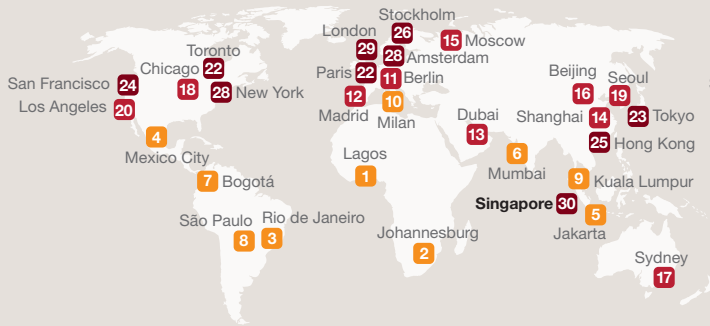 Stockholm
26
London
29
Moscow
15
Amsterdam
28
Toronto
22
Paris 22
Berlin
11
Chicago
18
San Francisco 24
New York
28
Los Angeles 20
Madrid
12
Milan
10
Beijing
16
Seoul
19
Shanghai 14
Tokyo
23
Dubai
13
Hong Kong
25
Mexico City
4
Lagos
1
Mumbai
6
Bogotá
7
Kuala Lumpur
9
Singapore 30
Jakarta
5
São Paulo
8
Rio de Janeiro
3
Johannesburg
2
Sydney
17